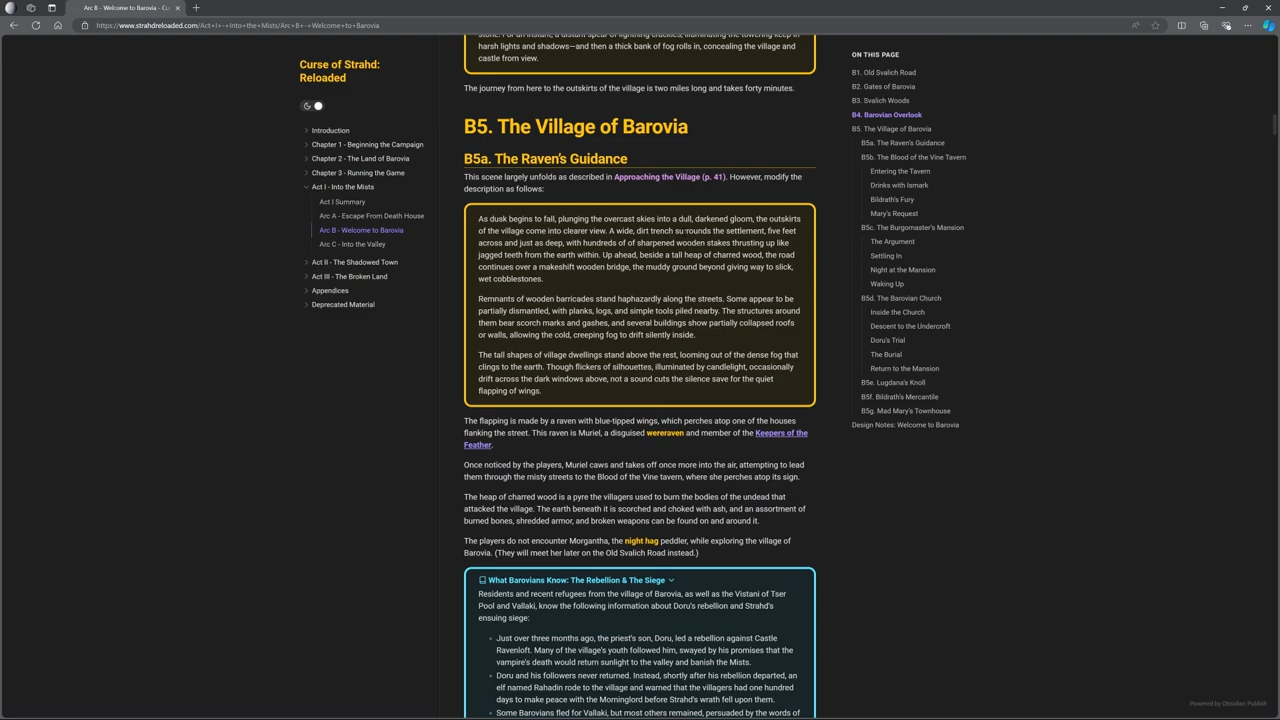 Arc B - Welcome to Barovia - Cu
https://www.strahdreloaded.com/Act+I+-+Into+the+Mists/Arc+B+-+Welcome+to+Barovia
Curse of Strahd:
Reloaded
Introduction
Chapter 1 - Beginning the Campaign
Chapter 2 - The Land of Barovia
Chapter 3 - Running the Game
Act I - Into the Mists
Act I Summary
Arc A - Escape From Death House
Arc B - Welcome to Barovia
Arc C - Into the Valley
Act II - The Shadowed Town
Act III - The Broken Land
Appendices
Deprecated Material
harsh lights and shadows—and then a thick bank of fog rolls in, concealing the village and
castle from view.
The journey from here to the outskirts of the village is two miles long and takes forty minutes.
B5. The Village of Barovia
B5a. The Raven's Guidance
This scene largely unfolds as described in Approaching the Village (p. 41). However, modify the
description as follows:
As dusk begins to fall, plunging the overcast skies into a dull, darkened gloom, the outskirts
of the village come into clearer view. A wide, dirt trench surrounds the settlement, five feet
across and just as deep, with hundreds of of sharpened wooden stakes thrusting up like
jagged teeth from the earth within. Up ahead, beside a tall heap of charred wood, the road
continues over a makeshift wooden bridge, the muddy ground beyond giving way to slick,
wet cobblestones.
Remnants of wooden barricades stand haphazardly along the streets. Some appear to be
partially dismantled, with planks, logs, and simple tools piled nearby. The structures around
them bear scorch marks and gashes, and several buildings show partially collapsed roofs
or walls, allowing the cold, creeping fog to drift silently inside.
The tall shapes of village dwellings stand above the rest, looming out of the dense fog that
clings to the earth. Though flickers of silhouettes, illuminated by candlelight, occasionally
drift across the dark windows above, not a sound cuts the silence save for the quiet
flapping of wings.
The flapping is made by a raven with blue-tipped wings, which perches atop one of the houses
flanking the street. This raven is Muriel, a disguised wereraven and member of the Keepers of the
Feather.
Once noticed by the players, Muriel caws and takes off once more into the air, attempting to lead
them through the misty streets to the Blood of the Vine tavern, where she perches atop its sign.
The heap of charred wood is a pyre the villagers used to burn the bodies of the undead that
attacked the village. The earth beneath it is scorched and choked with ash, and an assortment of
burned bones, shredded armor, and broken weapons can be found on and around it.
The players do not encounter Morgantha, the night hag peddler, while exploring the village of
Barovia. (They will meet her later on the Old Svalich Road instead.)
What Barovians Know: The Rebellion & The Siege
Residents and recent refugees from the village of Barovia, as well as the Vistani of Tser
Pool and Vallaki, know the following information about Doru's rebellion and Strahd's
ensuing siege:
• Just over three months ago, the priest's son, Doru, led a rebellion against Castle
Ravenloft. Many of the village's youth followed him, swayed by his promises that the
vampire's death would return sunlight to the valley and banish the Mists.
• Doru and his followers never returned. Instead, shortly after his rebellion departed, an
elf named Rahadin rode to the village and warned that the villagers had one hundred
days to make peace with the Morninglord before Strahd's wrath fell upon them.
• Some Barovians fled for Vallaki, but most others remained, persuaded by the words of
ON THIS PAGE
B1. Old Svalich Road
B2. Gates of Barovia
B3. Svalich Woods
B4. Barovian Overlook
B5. The Village of Barovia
B5a. The Raven's Guidance
B5b. The Blood of the Vine Tavern
Entering the Tavern
Drinks with Ismark
Bildrath's Fury
Mary's Request
B5c. The Burgomaster's Mansion
The Argument
Settling In
Night at the Mansion
Waking Up
B5d. The Barovian Church
Inside the Church
Descent to the Undercroft
Doru's Trial
The Burial
Return to the Mansion
B5e. Lugdana's Knoll
B5f. Bildrath's Mercantile
B5g. Mad Mary's Townhouse
Design Notes: Welcome to Barovia
Powered by Obsidian Publish